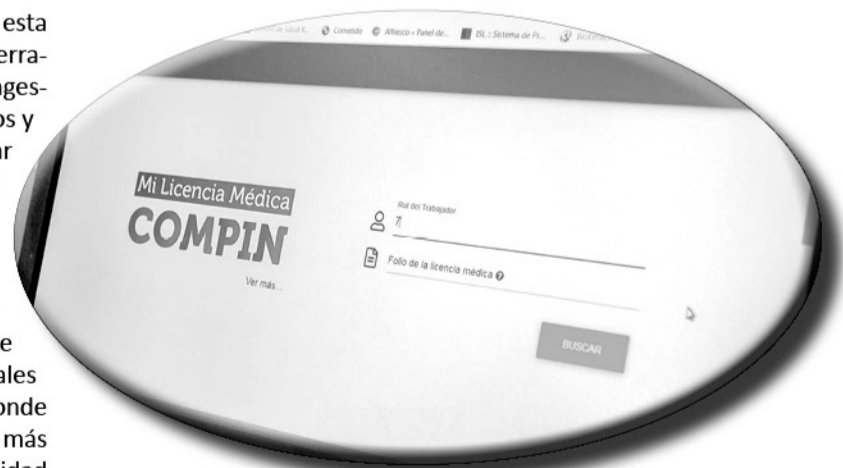 esta
erra-
ges-
os y
ar
e
ales
onde
más
idad
Cometido
Alfresco » Panel de...
ISL :: Sistema de Pr...
Mi Licencia Médica
COMPIN
Ver más...
Rut del Trabajador
7
Folio de la licencia médica
BUSCAR